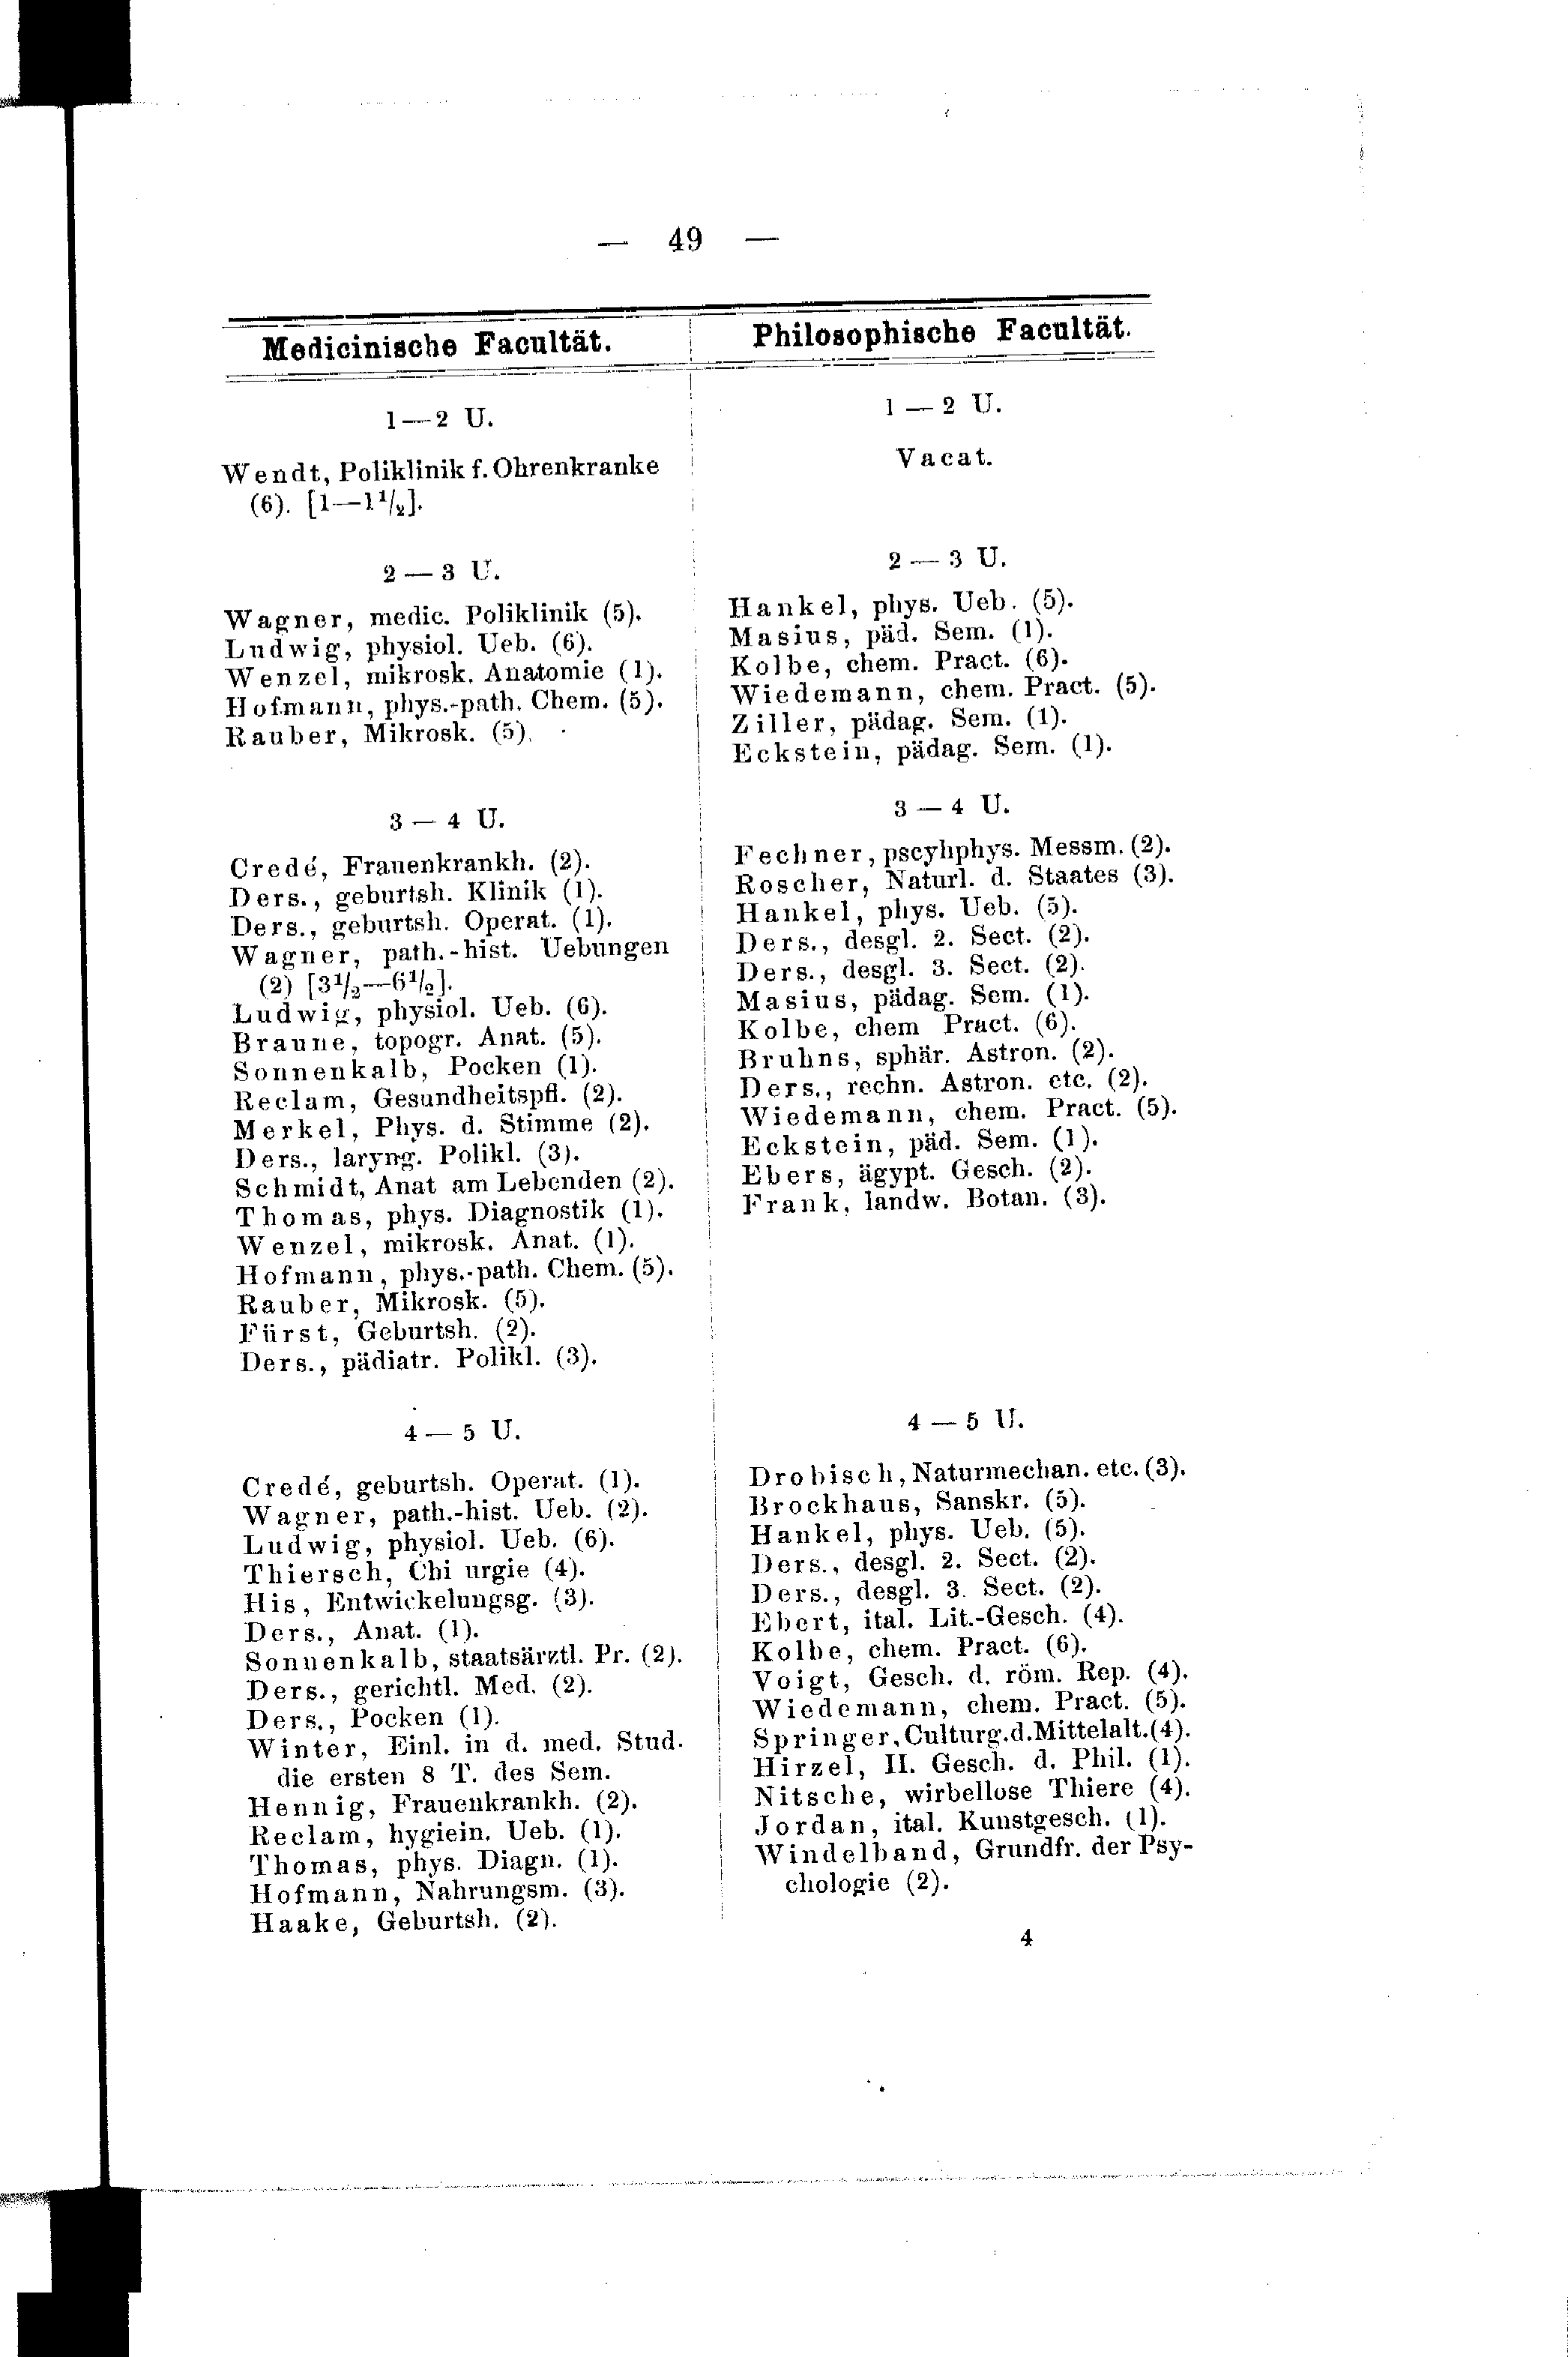 — 49 —
Medicinische Facultät.
1—2 U.
Wendt, Poliklinik f. Ohrenkranke
(6). [1—1½].
2 — 3 U.
Wagner, medic. Poliklinik (5).
Ludwig, physiol. Ueb. (6).
Wenzel, mikrosk. Anatomie (1).
Hofmann, phys.-path. Chem. (5).
Rauber, Mikrosk. (5).
3 — 4 U.
Credé, Frauenkrankh. (2).
Ders., geburtsh. Klinik (1).
Ders., geburtsh. Operat. (1).
Wagner, path.-hist. Uebungen
(2) [3½—6½].
Ludwig, physiol. Ueb. (6).
Braune, topogr. Anat. (5).
Sonnenkalb, Pocken (1).
Reclam, Gesundheitspfl. (2).
Merkel, Phys. d. Stimme (2).
Ders., laryng. Polikl. (3).
Schmidt, Anat am Lebenden (2).
Thomas, phys. Diagnostik (1).
Wenzel, mikrosk. Anat. (1).
Hofmann, phys.-path. Chem. (5).
Rauber, Mikrosk. (5).
Fürst, Geburtsh. (2).
Ders., pädiatr. Polikl. (3).
4 — 5 U.
Credé, geburtsh. Operat. (1).
Wagner, path.-hist. Ueb. (2).
Ludwig, physiol. Ueb. (6).
Thiersch, Chi urgie (4).
His, Entwickelungsg. (3).
Ders., Anat. (1).
Sonnenkalb, staatsärztl. Pr. (2).
Ders., gerichtl. Med. (2).
Ders., Pocken (1).
Winter, Einl. in d. med. Stud.
die ersten 8 T. des Sem.
Hennig, Frauenkrankh. (2).
Reclam, hygiein. Ueb. (1).
Thomas, phys. Diagn. (1).
Hofmann, Nahrungsm. (3).
Haake, Geburtsh. (2).
Philosophische Facultät.
1 — 2 U.
Vacat.
2 — 3 U.
Hankel, phys. Ueb. (5).
Masius, päd. Sem. (1).
Kolbe, chem. Pract. (6).
Wiedemann, chem. Pract. (5).
Ziller, pädag. Sem. (1).
Eckstein, pädag. Sem. (1).
3 — 4 U.
Fechner, pscyhphys. Messm. (2).
Roscher, Naturl. d. Staates (3).
Hankel, phys. Ueb. (5).
Ders., desgl. 2. Sect. (2).
Ders., desgl. 3. Sect. (2).
Masius, pädag. Sem. (1).
Kolbe, chem Pract. (6).
Bruhns, sphär. Astron. (2).
Ders., rechn. Astron. etc. (2).
Wiedemann, chem. Pract. (5).
Eckstein, päd. Sem. (1).
Ebers, ägypt. Gesch. (2).
Frank, landw. Botan. (3).
4 — 5 U.
Drobisch, Naturmechan. etc. (3).
Brockhaus, Sanskr. (5).
Hankel, phys. Ueb. (5).
Ders., desgl. 2. Sect. (2).
Ders., desgl. 3. Sect. (2).
Ebert, ital. Lit.-Gesch. (4).
Kolbe, chem. Pract. (6).
Voigt, Gesch. d. röm. Rep. (4).
Wiedemann, chem. Pract. (5).
Springer, Culturg. d. Mittelalt. (4).
Hirzel, II. Gesch. d. Phil. (1).
Nitsche, wirbellose Thiere (4).
Jordan, ital. Kunstgesch. (1).
Windelband, Grundfr. der Psy-
chologie (2).
4